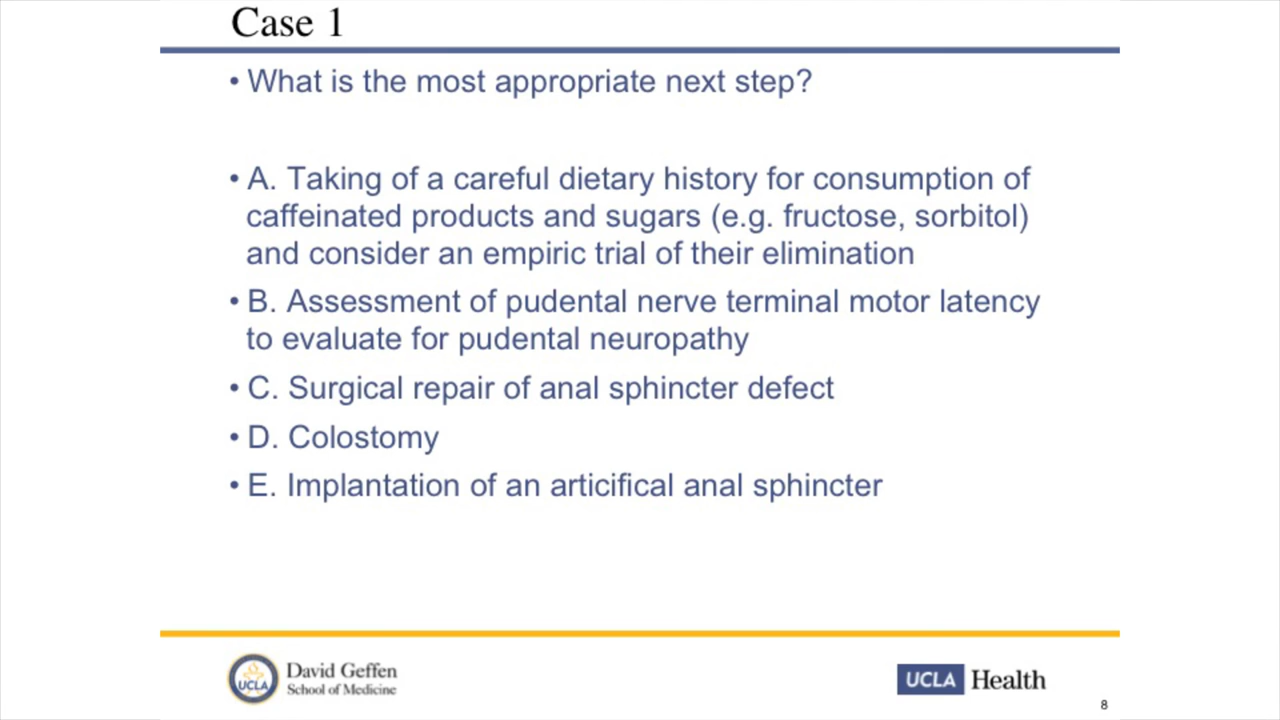 Case 1
• What is the most appropriate next step?
• A. Taking of a careful dietary history for consumption of
caffeinated products and sugars (e.g. fructose, sorbitol)
and consider an empiric trial of their elimination
• B. Assessment of pudental nerve terminal motor latency
to evaluate for pudental neuropathy
• C. Surgical repair of anal sphincter defect
• D. Colostomy
• E. Implantation of an articifical anal sphincter
UCLA
David Geffen
School of Medicine
UCLA Health
8